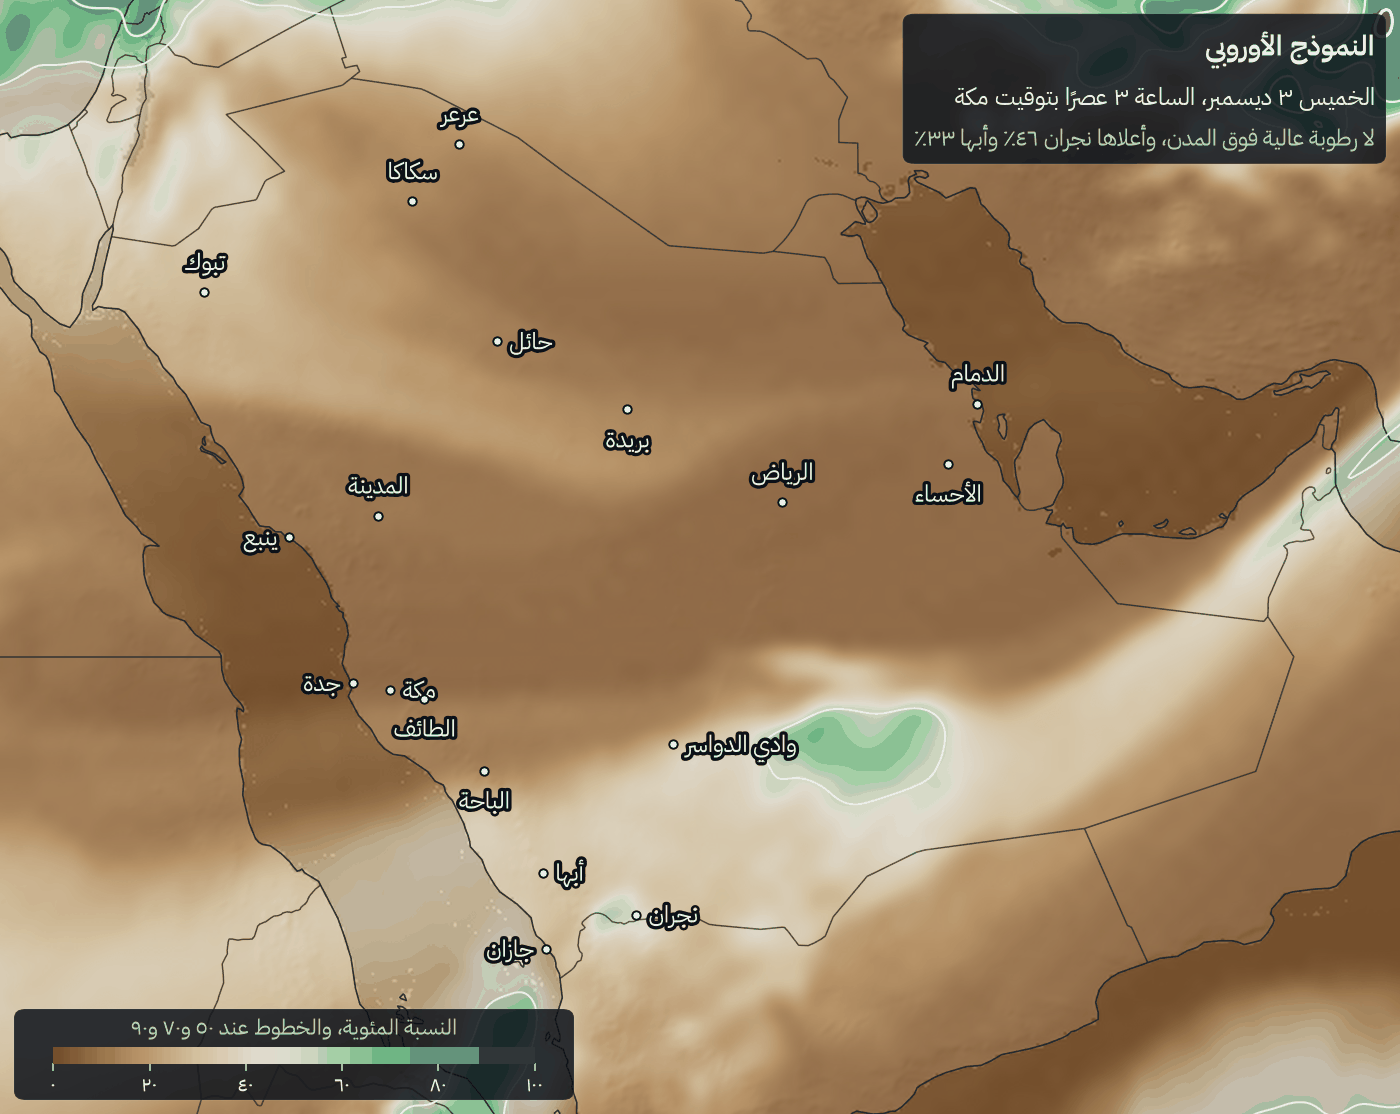 النموذج الأوروبي
الخميس ٣ ديسمبر، الساعة ٣ عصرًا بتوقيت مكة
لا رطوبة عالية فوق المدن، وأعلاها نجران ٤٦٪ وأبها ٣٣٪
عرعر
سكاكا
تبوك
حائل
الدمام
بريدة
الرياض
المدينة
الأحساء
ينبع
جدة
مكة
الطائف
وادي الدواسر
الباحة
أبها
نجران
جازان
النسبة المئوية، والخطوط عند ٥٠ و٧٠ و٩٠
٠ ٢٠ ٤٠ ٦٠ ٨٠ ١٠٠